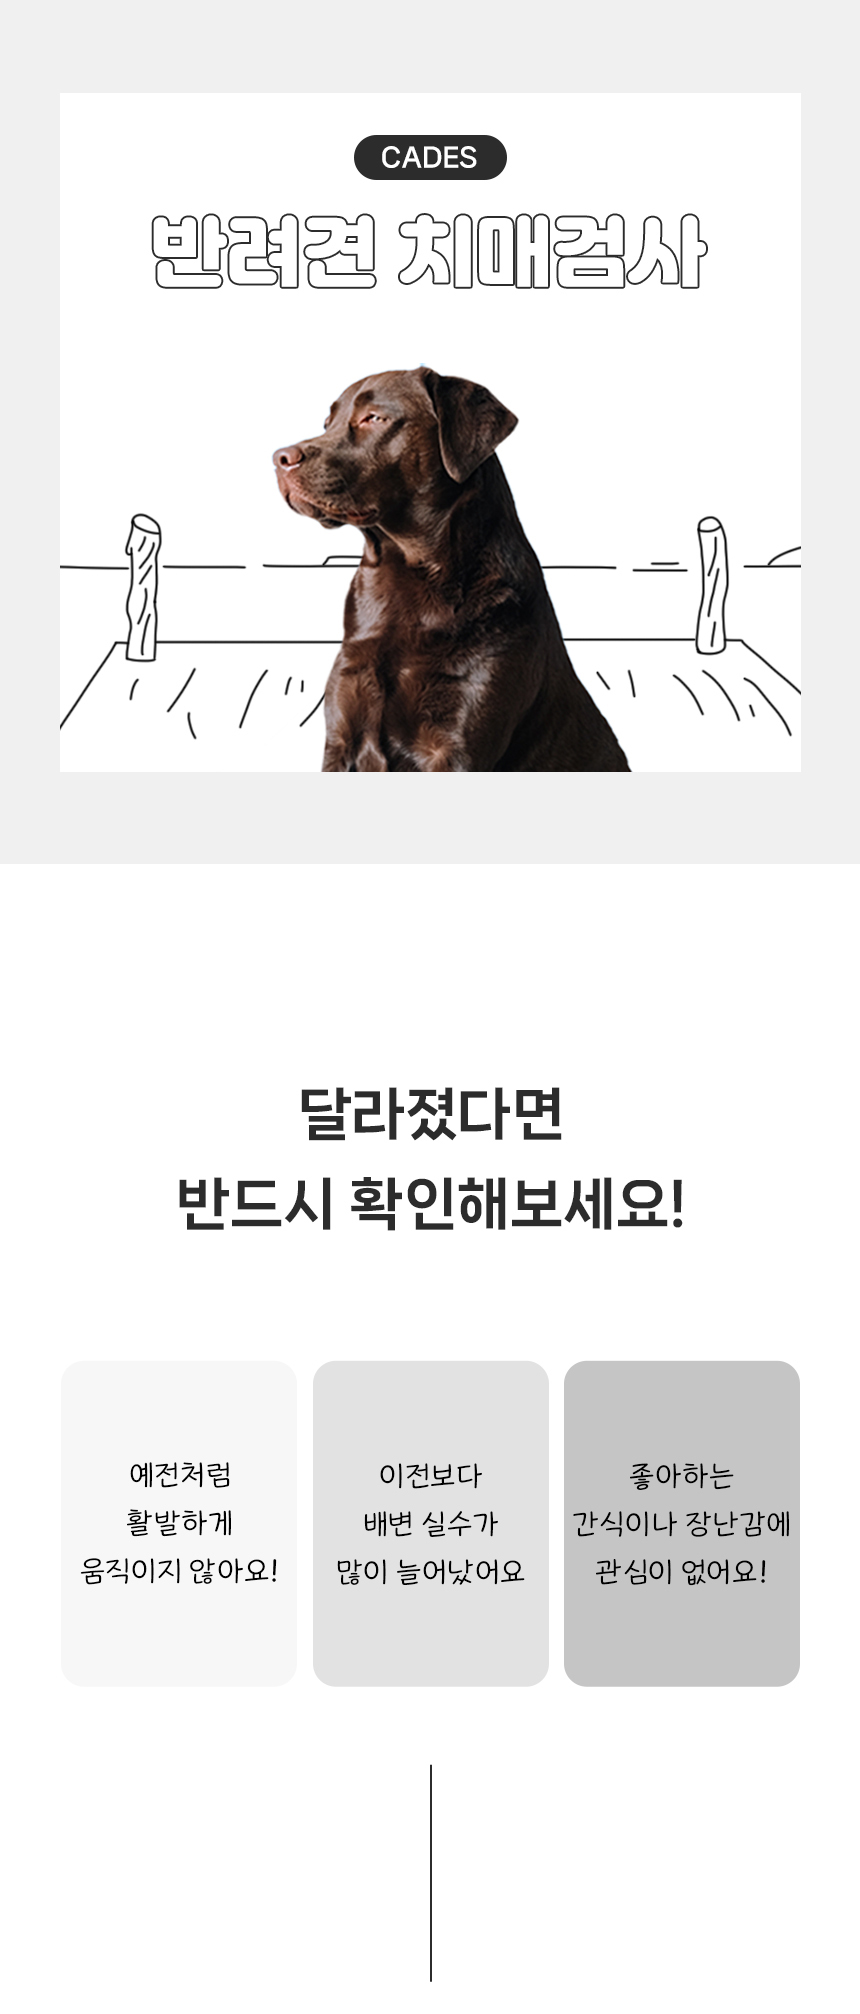 CADES
반려견 치매검사
달라졌다면
반드시 확인해보세요!
예전처럼
활발하게
움직이지 않아요!
이전보다
배변 실수가
많이 늘어났어요
좋아하는
간식이나 장난감에
관심이 없어요!